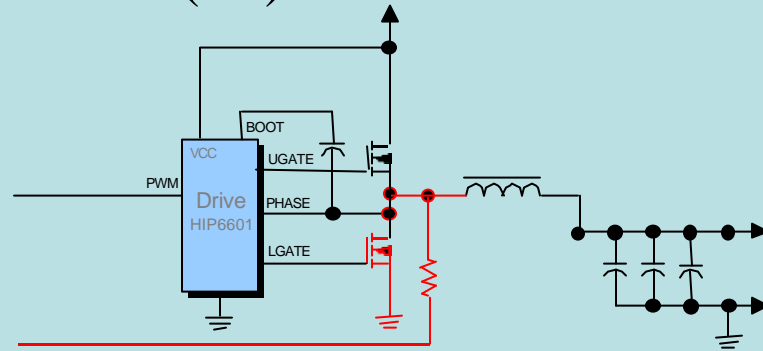 BOOT
VCC
UGATE
PWM
Drive
PHASE
HIP6601
LGATE